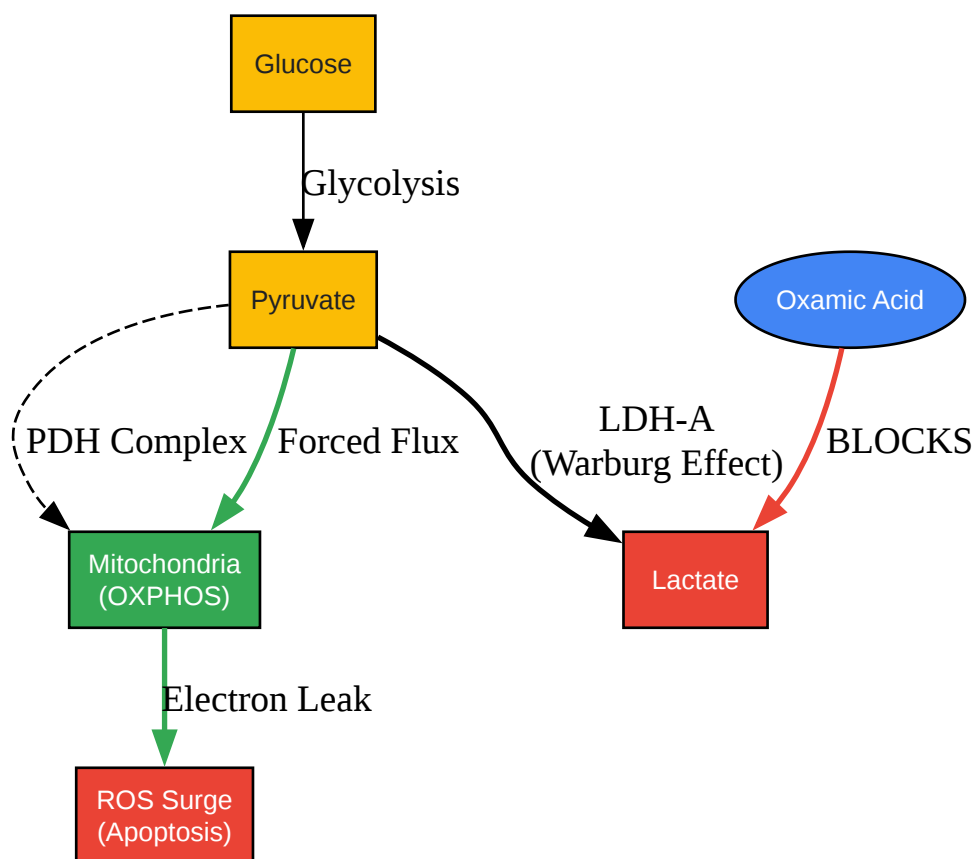 Glucose
Glycolysis
Pyruvate
Oxamic Acid
PDH Complex
Forced Flux
LDH-A
(Warburg Effect)
BLOCKS
Mitochondria
(OXPHOS)
Lactate
Electron Leak
ROS Surge
(Apoptosis)